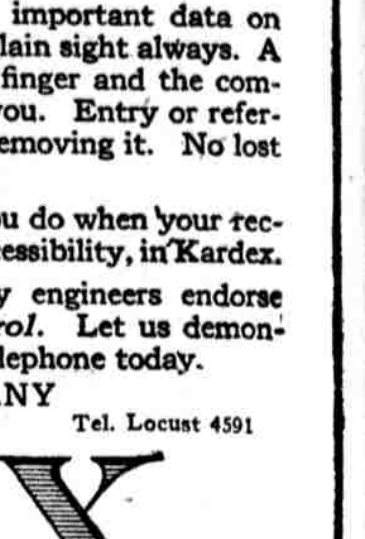 important data on
lain sight always. A
finger and the com-
you. Entry or refer-
emoving it. No lost
u do when your rec-
essibility, in Kardex.
y engineers endorse
rol. Let us demon-
lephone today.
NY
Tel. Locust 4591
X